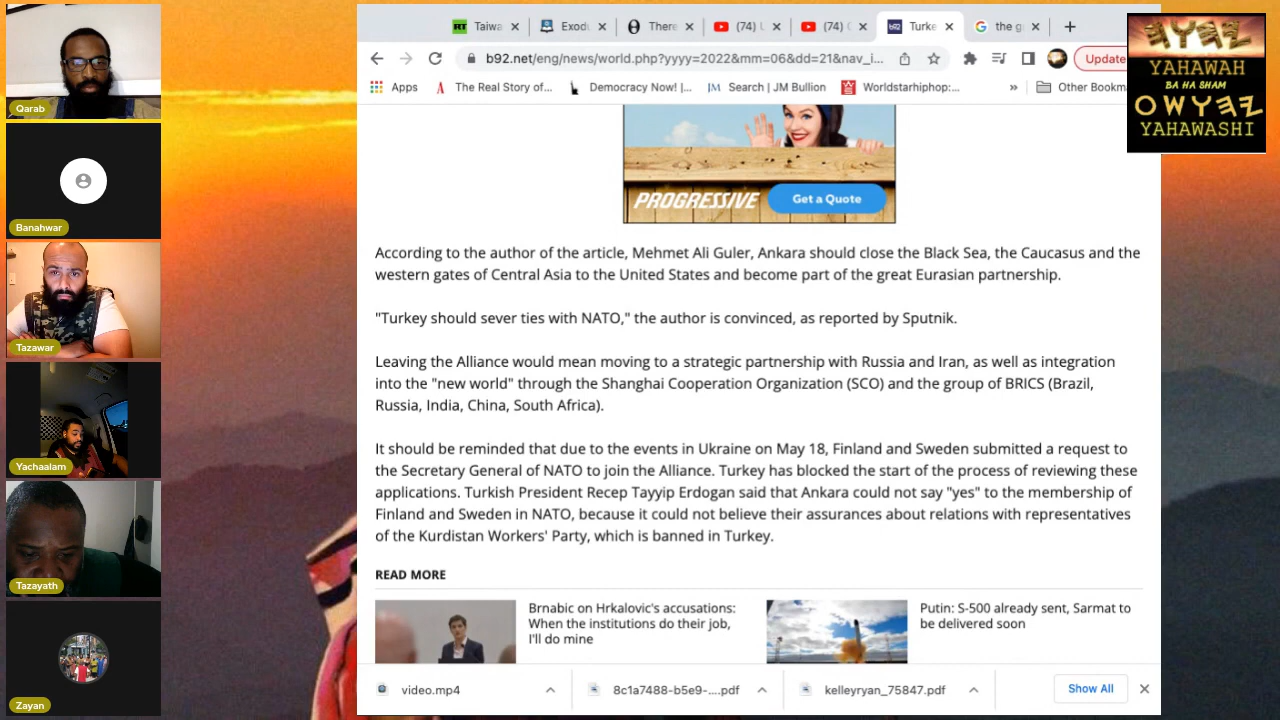 Qarab
Banahwar
Tazawar
Yachaalam
Tazayath
Zayan
RT Taiwa
Exodu
There
(74) U
(74) C
b92 Turke
the g
b92.net/eng/news/world.php?yyyy=2022&mm=06&dd=21&nav_i...
Update
Apps
The Real Story of...
Democracy Now! |...
JM Search | JM Bullion
Worldstarhiphop:...
»
Other Bookm
YAHAWAH
BA HA SHAM
YAHAWASHI
PROGRESSIVE
Get a Quote
According to the author of the article, Mehmet Ali Guler, Ankara should close the Black Sea, the Caucasus and the
western gates of Central Asia to the United States and become part of the great Eurasian partnership.
"Turkey should sever ties with NATO," the author is convinced, as reported by Sputnik.
Leaving the Alliance would mean moving to a strategic partnership with Russia and Iran, as well as integration
into the "new world" through the Shanghai Cooperation Organization (SCO) and the group of BRICS (Brazil,
Russia, India, China, South Africa).
It should be reminded that due to the events in Ukraine on May 18, Finland and Sweden submitted a request to
the Secretary General of NATO to join the Alliance. Turkey has blocked the start of the process of reviewing these
applications. Turkish President Recep Tayyip Erdogan said that Ankara could not say "yes" to the membership of
Finland and Sweden in NATO, because it could not believe their assurances about relations with representatives
of the Kurdistan Workers' Party, which is banned in Turkey.
READ MORE
Brnabic on Hrkalovic's accusations:
When the institutions do their job,
I'll do mine
Putin: S-500 already sent, Sarmat to
be delivered soon
video.mp4
8c1a7488-b5e9-....pdf
kelleyryan_75847.pdf
Show All